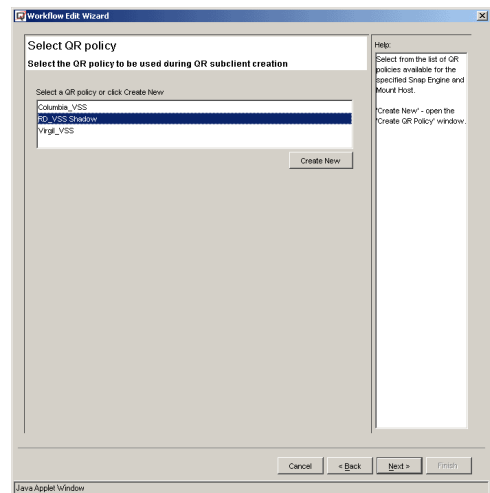 Workflow Edit Wizard
Select QR policy
Select the QR policy to be used during QR subclient creation
Select a QR policy or click Create New
Columbia_VSS
RD_VSS Shadow
Virgil_VSS
Create New
Help:
Select from the list of QR
policies available for the
specified Snap Engine and
Mount Host.
'Create New' - open the
'Create QR Policy' window.
Cancel
< Back
Next >
Finish
Java Applet Window